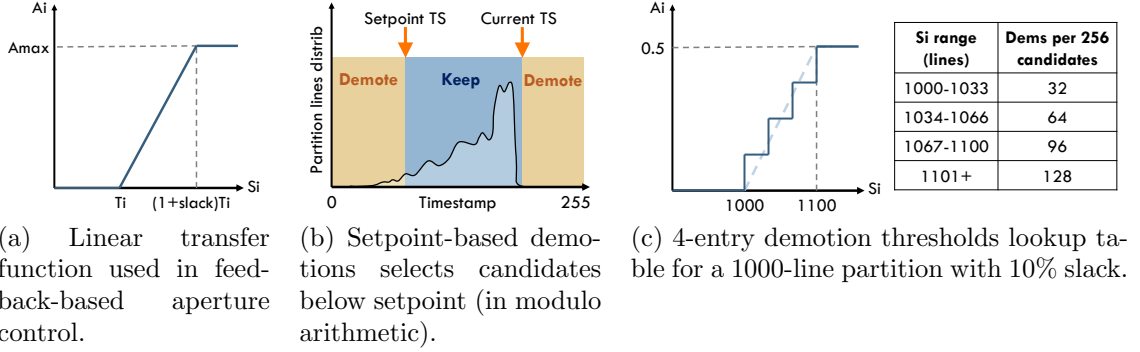 Ai
Amax
Ti
(1+slack)Ti
Si
Setpoint TS
Current TS
Partition lines distrib
Demote
Keep
Demote
0
Timestamp
255
Ai
0.5
1000
1100
Si
Si range
(lines)
Dems per 256
candidates
1000-1033
32
1034-1066
64
1067-1100
96
1101+
128
(a) Linear transfer
function used in feed-
back-based aperture
control.
(b) Setpoint-based demo-
tions selects candidates
below setpoint (in modulo
arithmetic).
(c) 4-entry demotion thresholds lookup ta-
ble for a 1000-line partition with 10% slack.